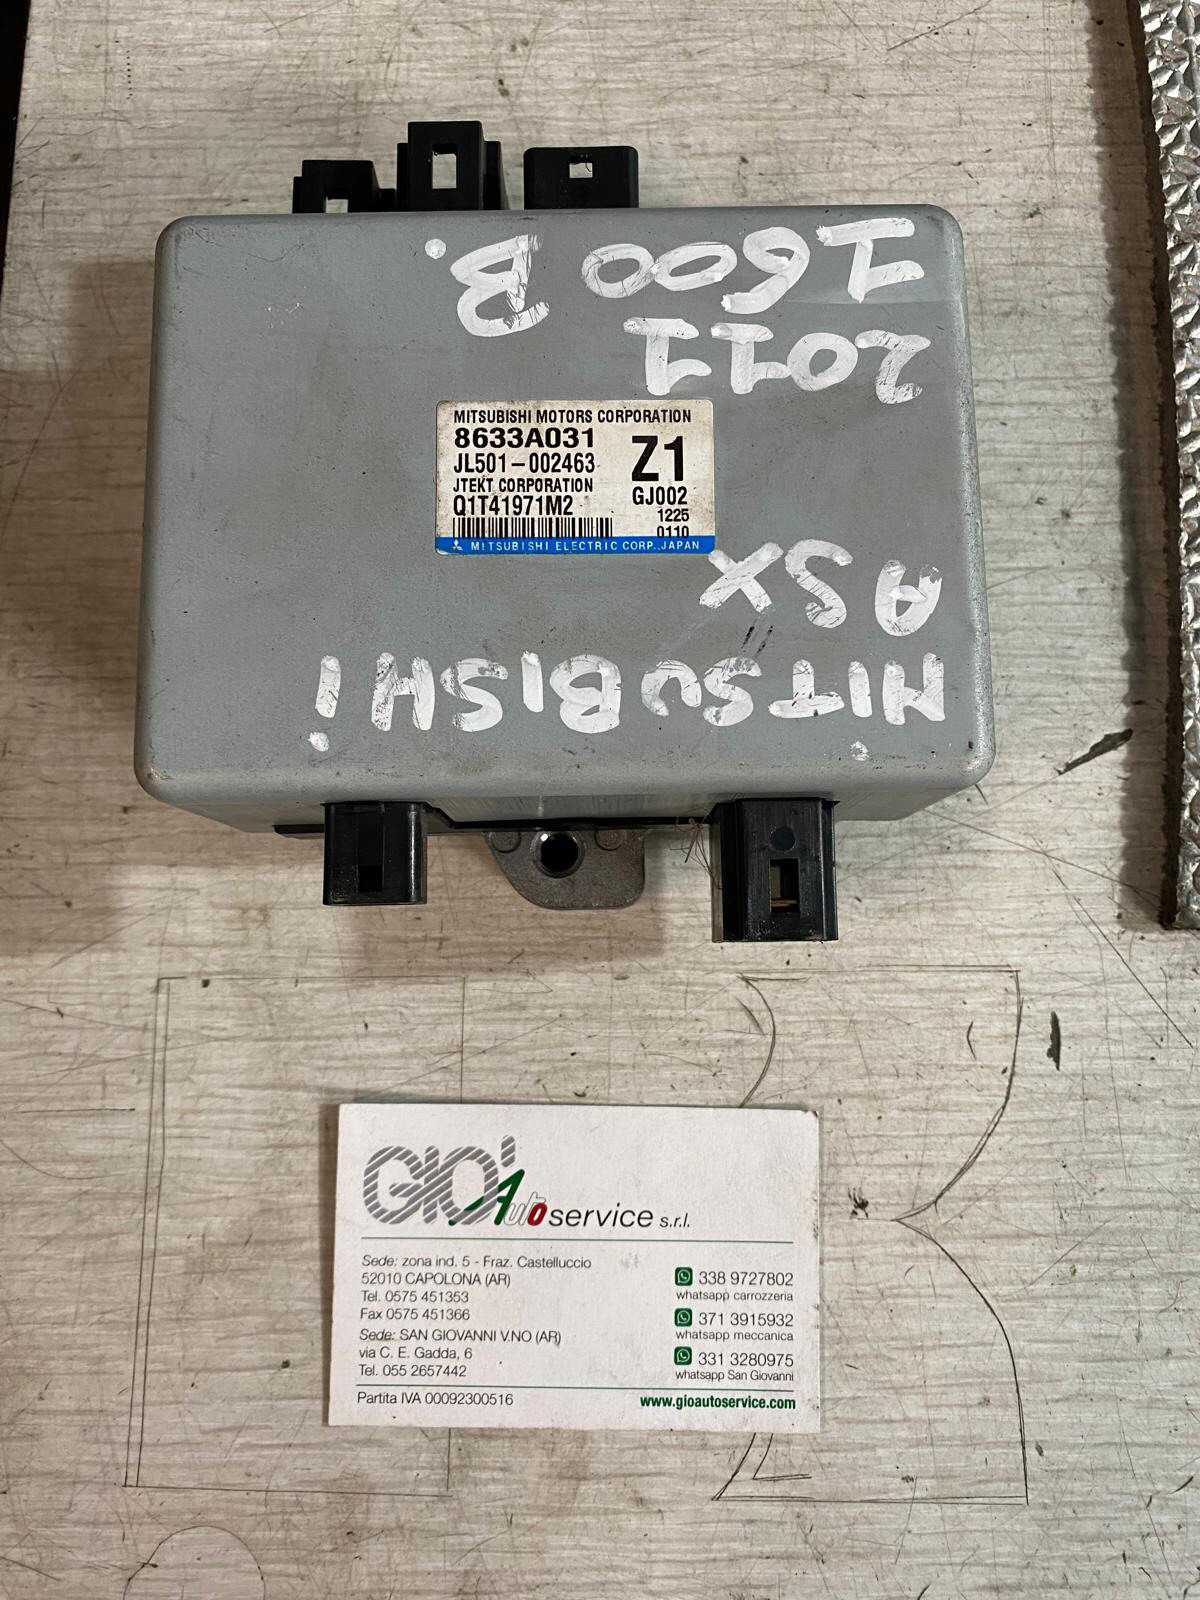 1600 B.
2011
MITSUBISHI MOTORS CORPORATION
8633A031
JL501-002463
Z1
JTEKT CORPORATION
GJ002
Q1T41971M2
1225
0110
MITSUBISHI ELECTRIC CORP., JAPAN
ASX
MiTSUBISHi
GIO' Autoservice s.r.l.
Sede: zona ind. 5 - Fraz. Castelluccio
52010 CAPOLONA (AR)
Tel. 0575 451353
Fax 0575 451366
Sede: SAN GIOVANNI V.NO (AR)
via C. E. Gadda, 6
Tel. 055 2657442
338 9727802
whatsapp carrozzeria
371 3915932
whatsapp meccanica
331 3280975
whatsapp San Giovanni
Partita IVA 00092300516
www.gioautoservice.com